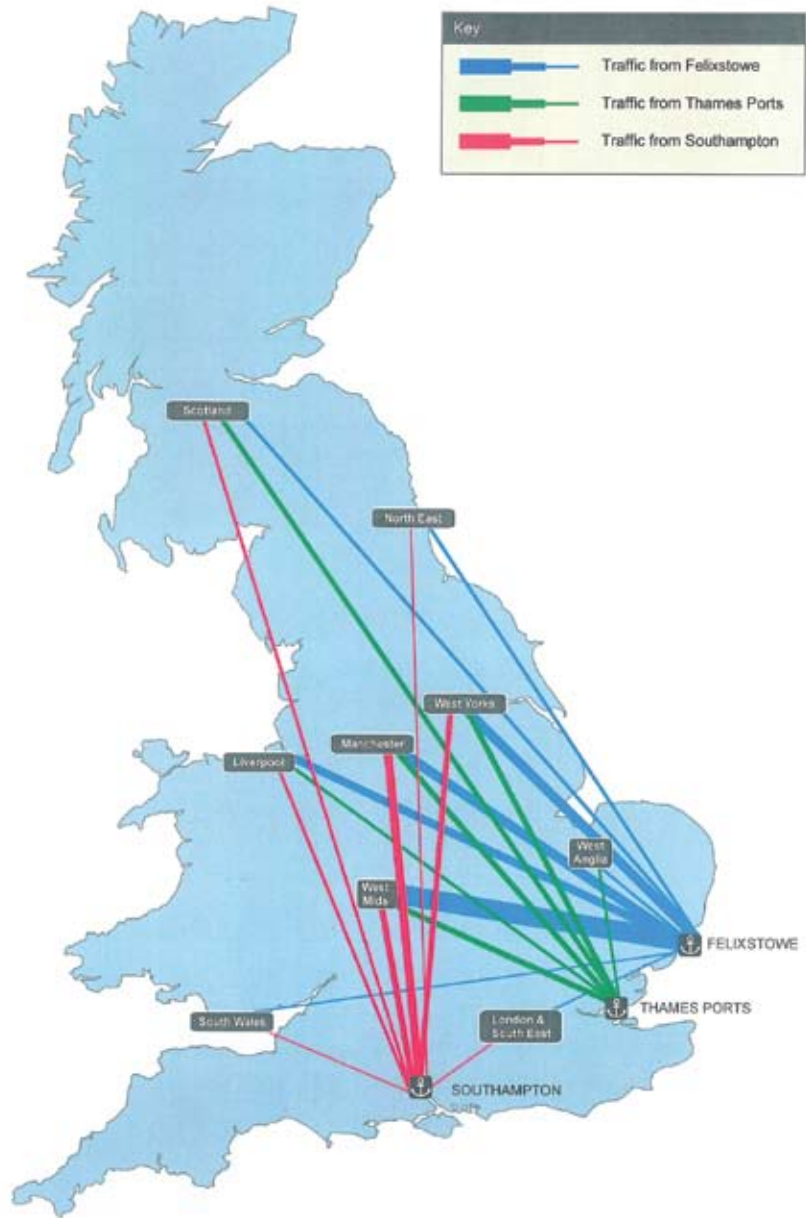 Key
Traffic from Felixstowe
Traffic from Thames Ports
Traffic from Southampton
Scotland
North East
West Yorks
Manchester
Liverpool
West
Anglia
West
Mids
FELIXSTOWE
THAMES PORTS
South Wales
London &
South East
SOUTHAMPTON